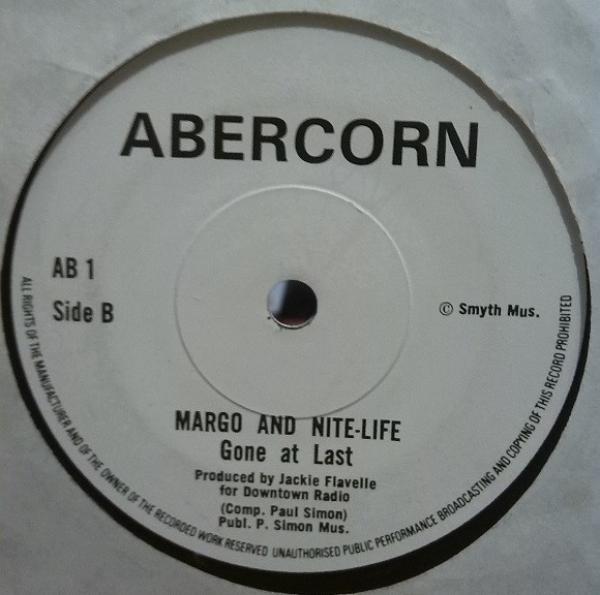 ABERCORN
AB 1
Side B
© Smyth Mus.
MARGO AND NITE-LIFE
Gone at Last
Produced by Jackie Flavelle
for Downtown Radio
(Comp. Paul Simon)
Publ. P. Simon Mus.
ALL RIGHTS OF THE MANUFACTURER AND OF THE OWNER OF THE RECORDED WORK RESERVED UNAUTHORISED PUBLIC PERFORMANCE BROADCASTING AND COPYING OF THIS RECORD PROHIBITED